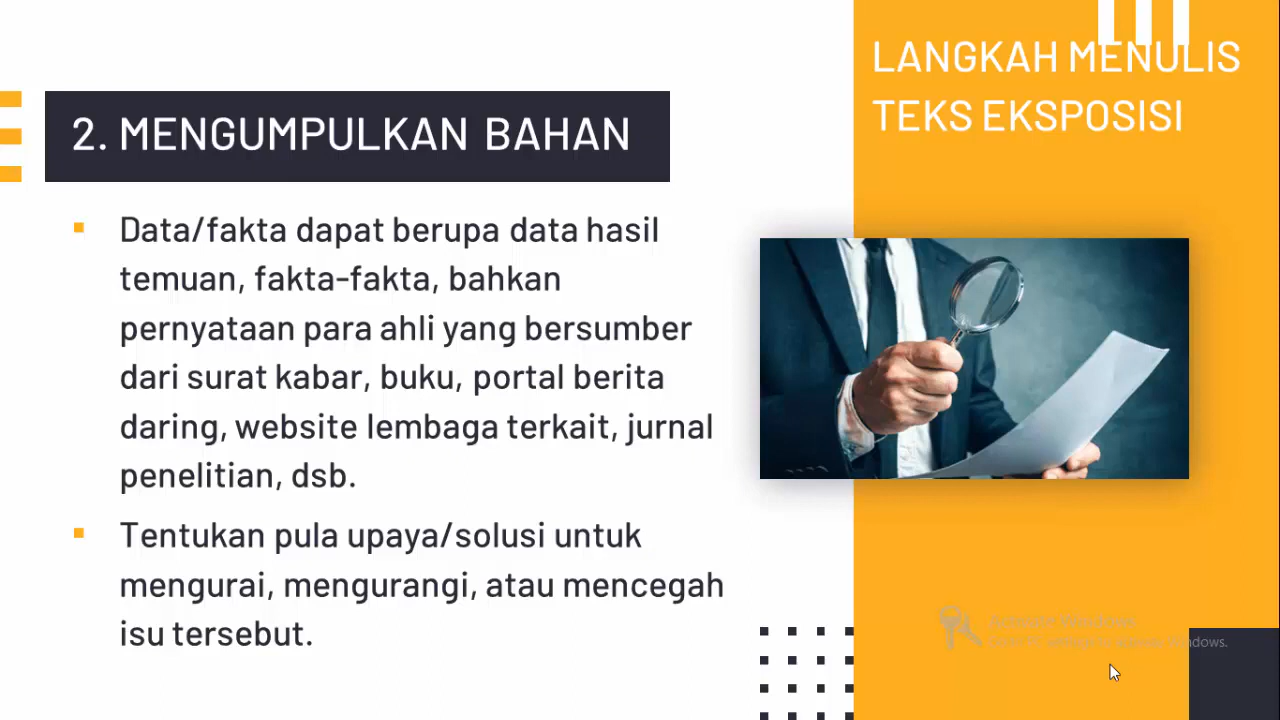 LANGKAH MENULIS
TEKS EKSPOSISI
2. MENGUMPULKAN BAHAN
Data/fakta dapat berupa data hasil
temuan, fakta-fakta, bahkan
pernyataan para ahli yang bersumber
dari surat kabar, buku, portal berita
daring, website lembaga terkait, jurnal
penelitian, dsb.
Tentukan pula upaya/solusi untuk
mengurai, mengurangi, atau mencegah
isu tersebut.
Activate Windows